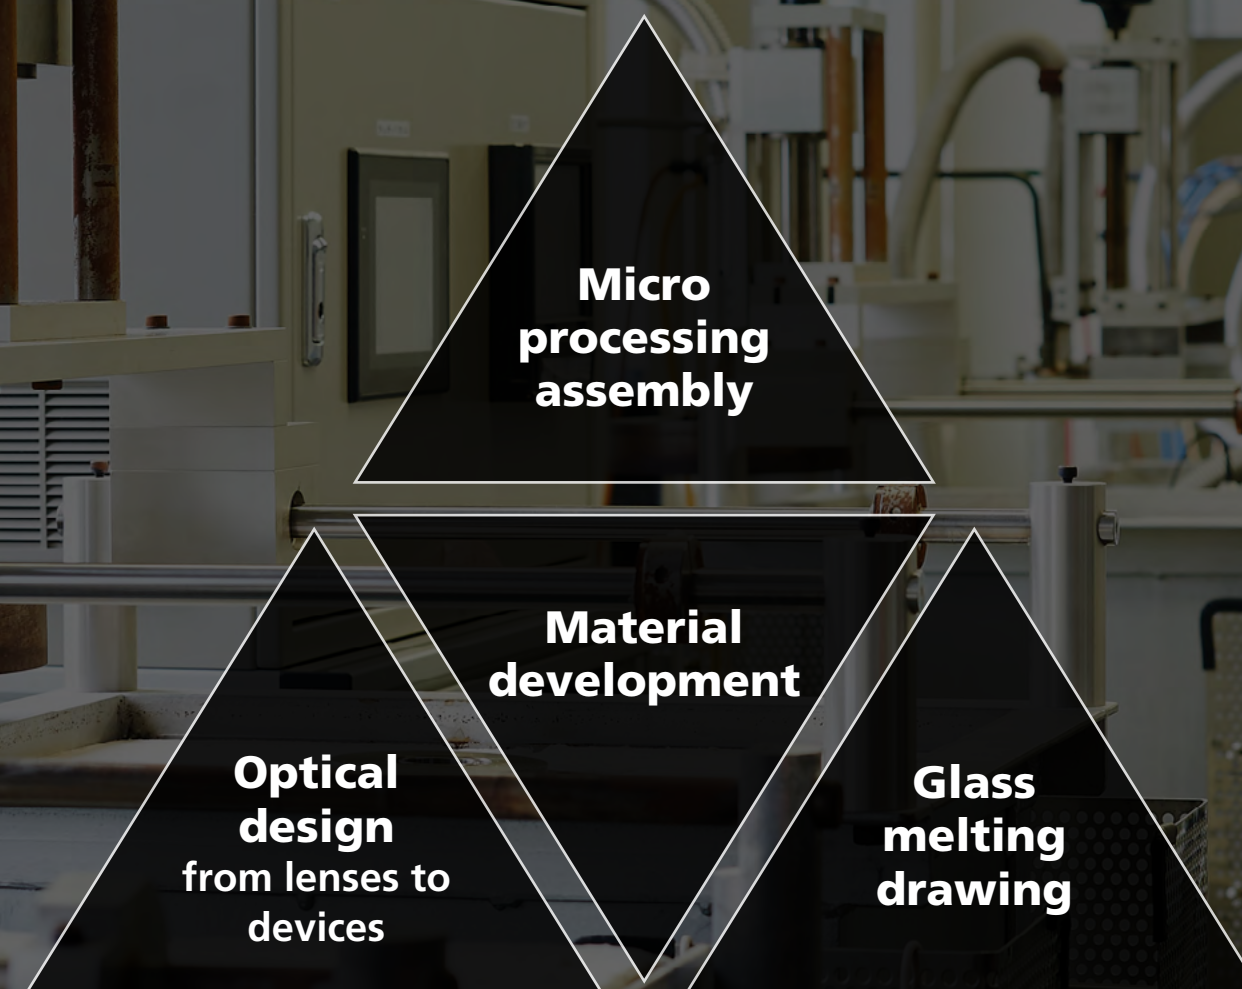 Micro
processing
assembly
Material
development
Optical
design
from lenses to
devices
Glass
melting
drawing